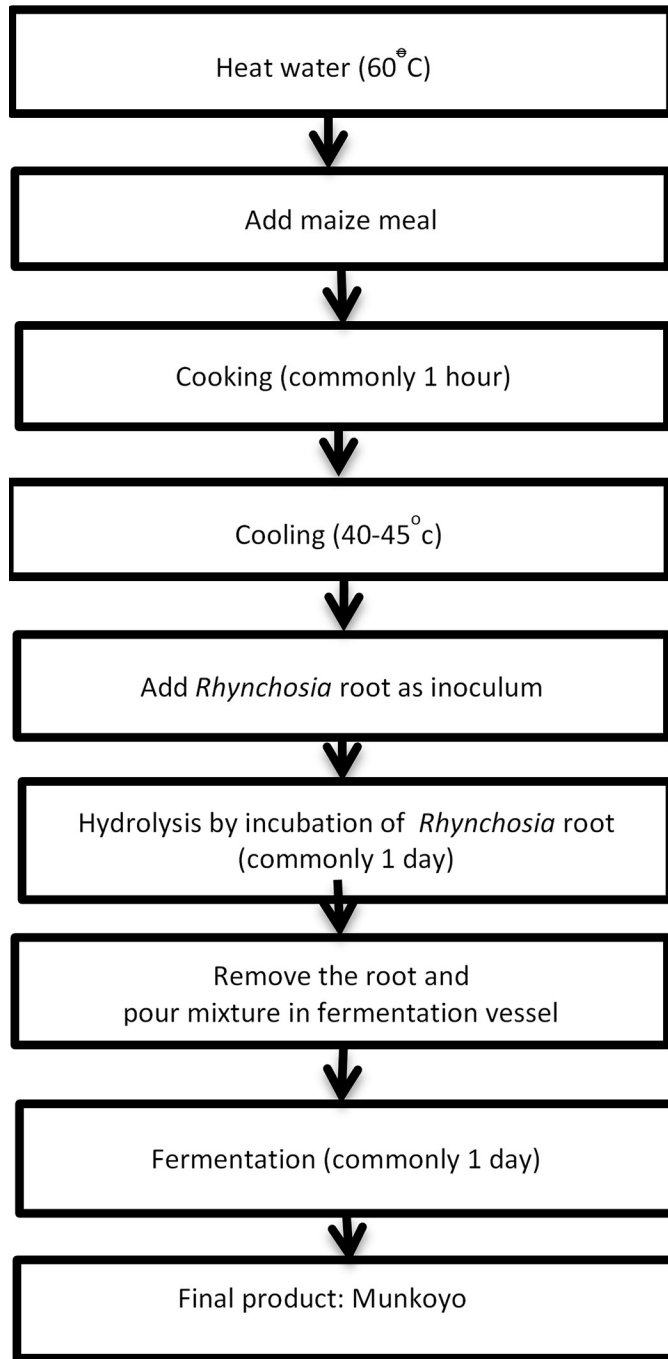 Heat water (60°C)
Add maize meal
Cooking (commonly 1 hour)
Cooling (40-45°c)
Add Rhynchosia root as inoculum
Hydrolysis by incubation of Rhynchosia root
(commonly 1 day)
Remove the root and
pour mixture in fermentation vessel
Fermentation (commonly 1 day)
Final product: Munkoyo